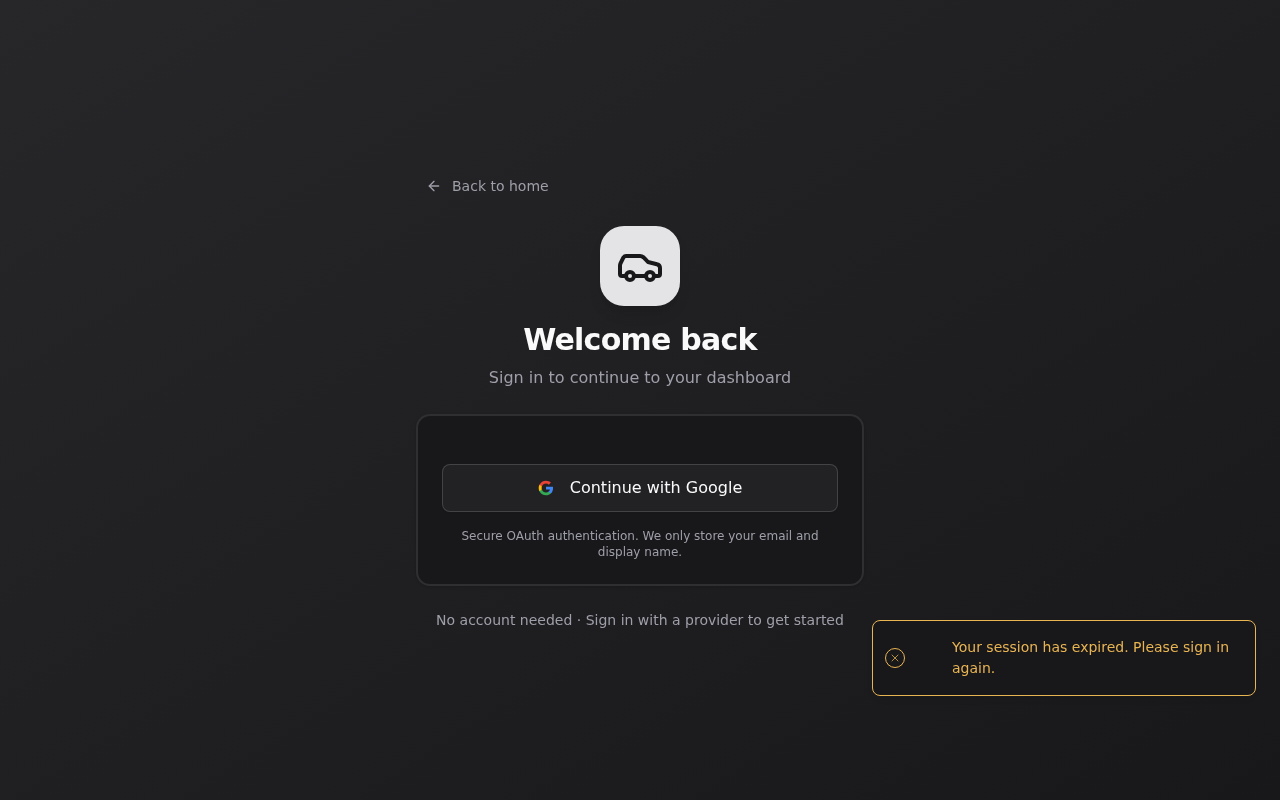 Back to home
Welcome back
Sign in to continue to your dashboard
Continue with Google
Secure OAuth authentication. We only store your email and
display name.
No account needed · Sign in with a provider to get started
Your session has expired. Please sign in
again.